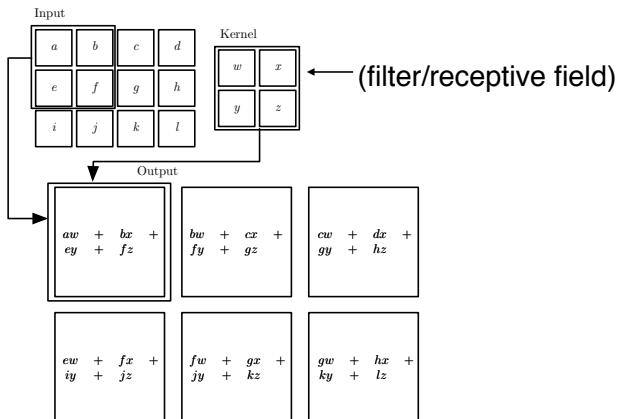 Input
a b c d
e f g h
i j k l
Kernel
w x
y z
(filter/receptive field)
Output
aw + bx +
ey + fz
bw + cx +
fy + gz
cw + dx +
gy + hz
ew + fx +
iy + jz
fw + gx +
jy + kz
gw + hx +
ky + lz